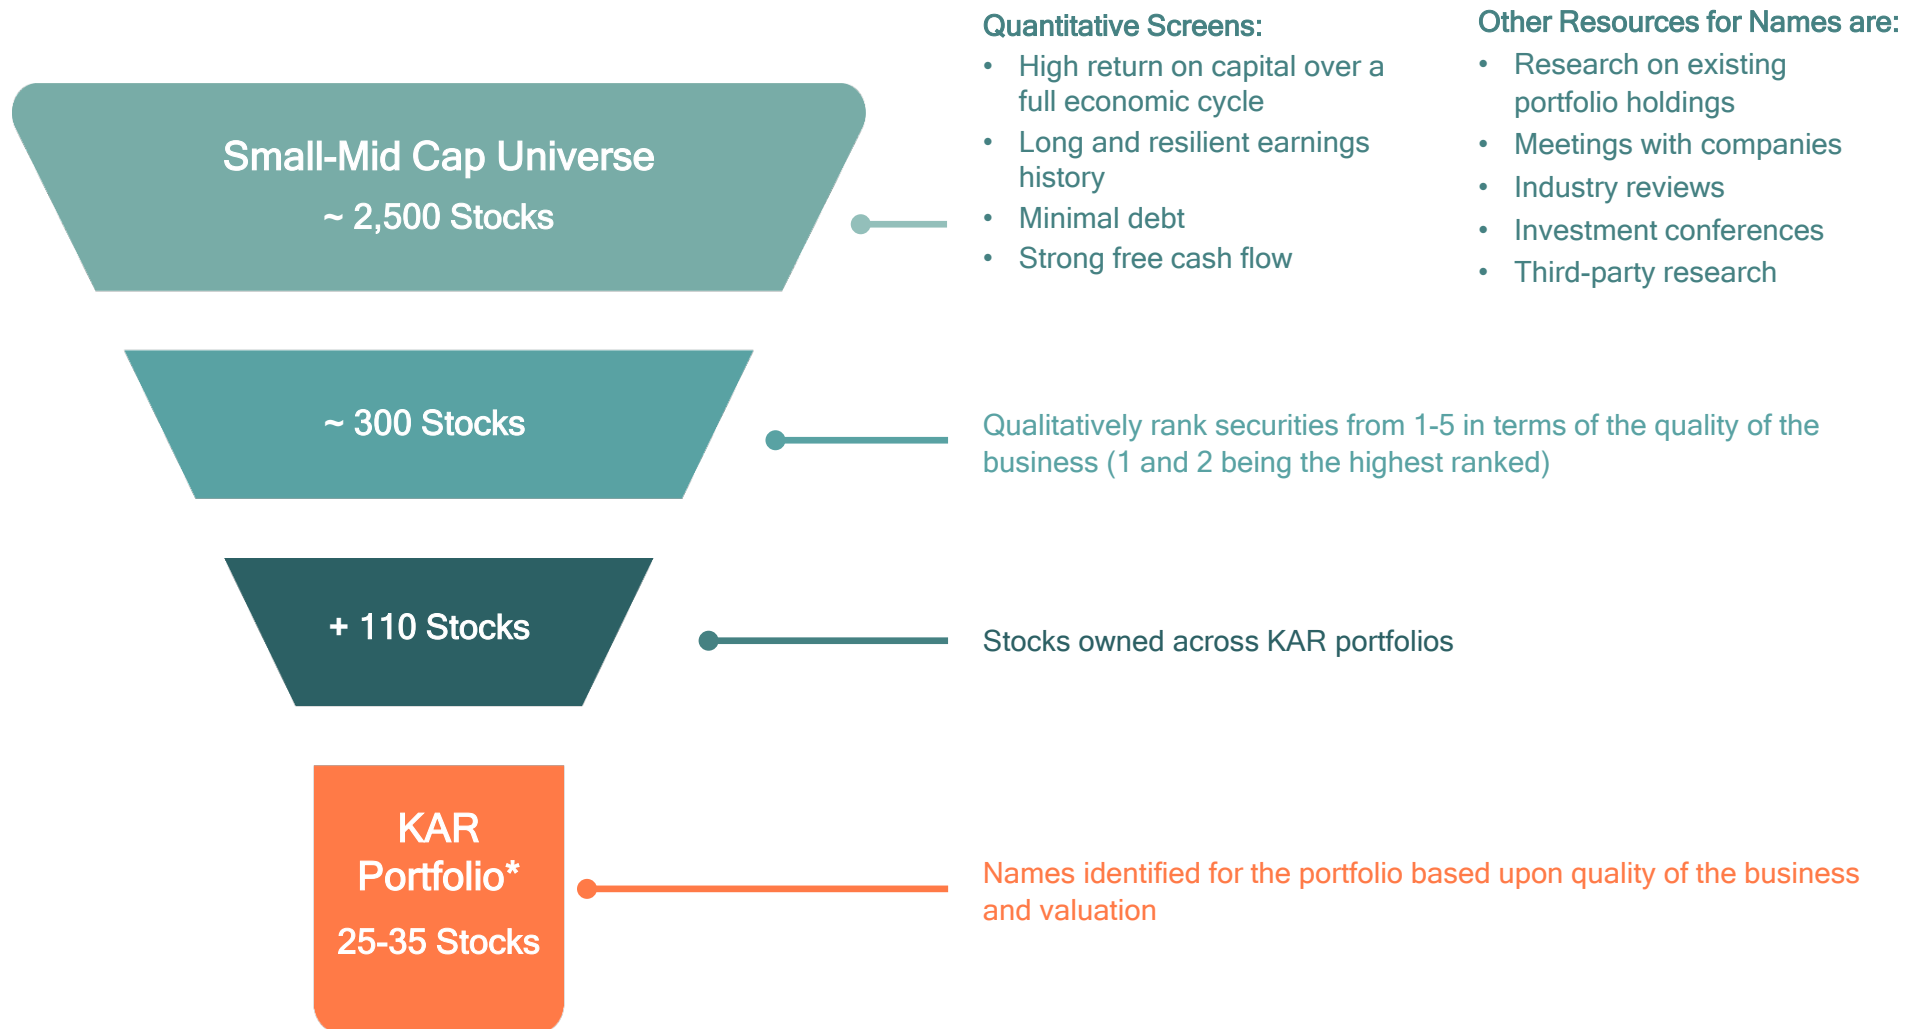 Small-Mid Cap Universe
~ 2,500 Stocks
Quantitative Screens:
• High return on capital over a
full economic cycle
• Long and resilient earnings
history
• Minimal debt
• Strong free cash flow
Other Resources for Names are:
• Research on existing
portfolio holdings
• Meetings with companies
• Industry reviews
• Investment conferences
• Third-party research
~ 300 Stocks
Qualitatively rank securities from 1-5 in terms of the quality of the
business (1 and 2 being the highest ranked)
+ 110 Stocks
Stocks owned across KAR portfolios
KAR
Portfolio*
25-35 Stocks
Names identified for the portfolio based upon quality of the business
and valuation